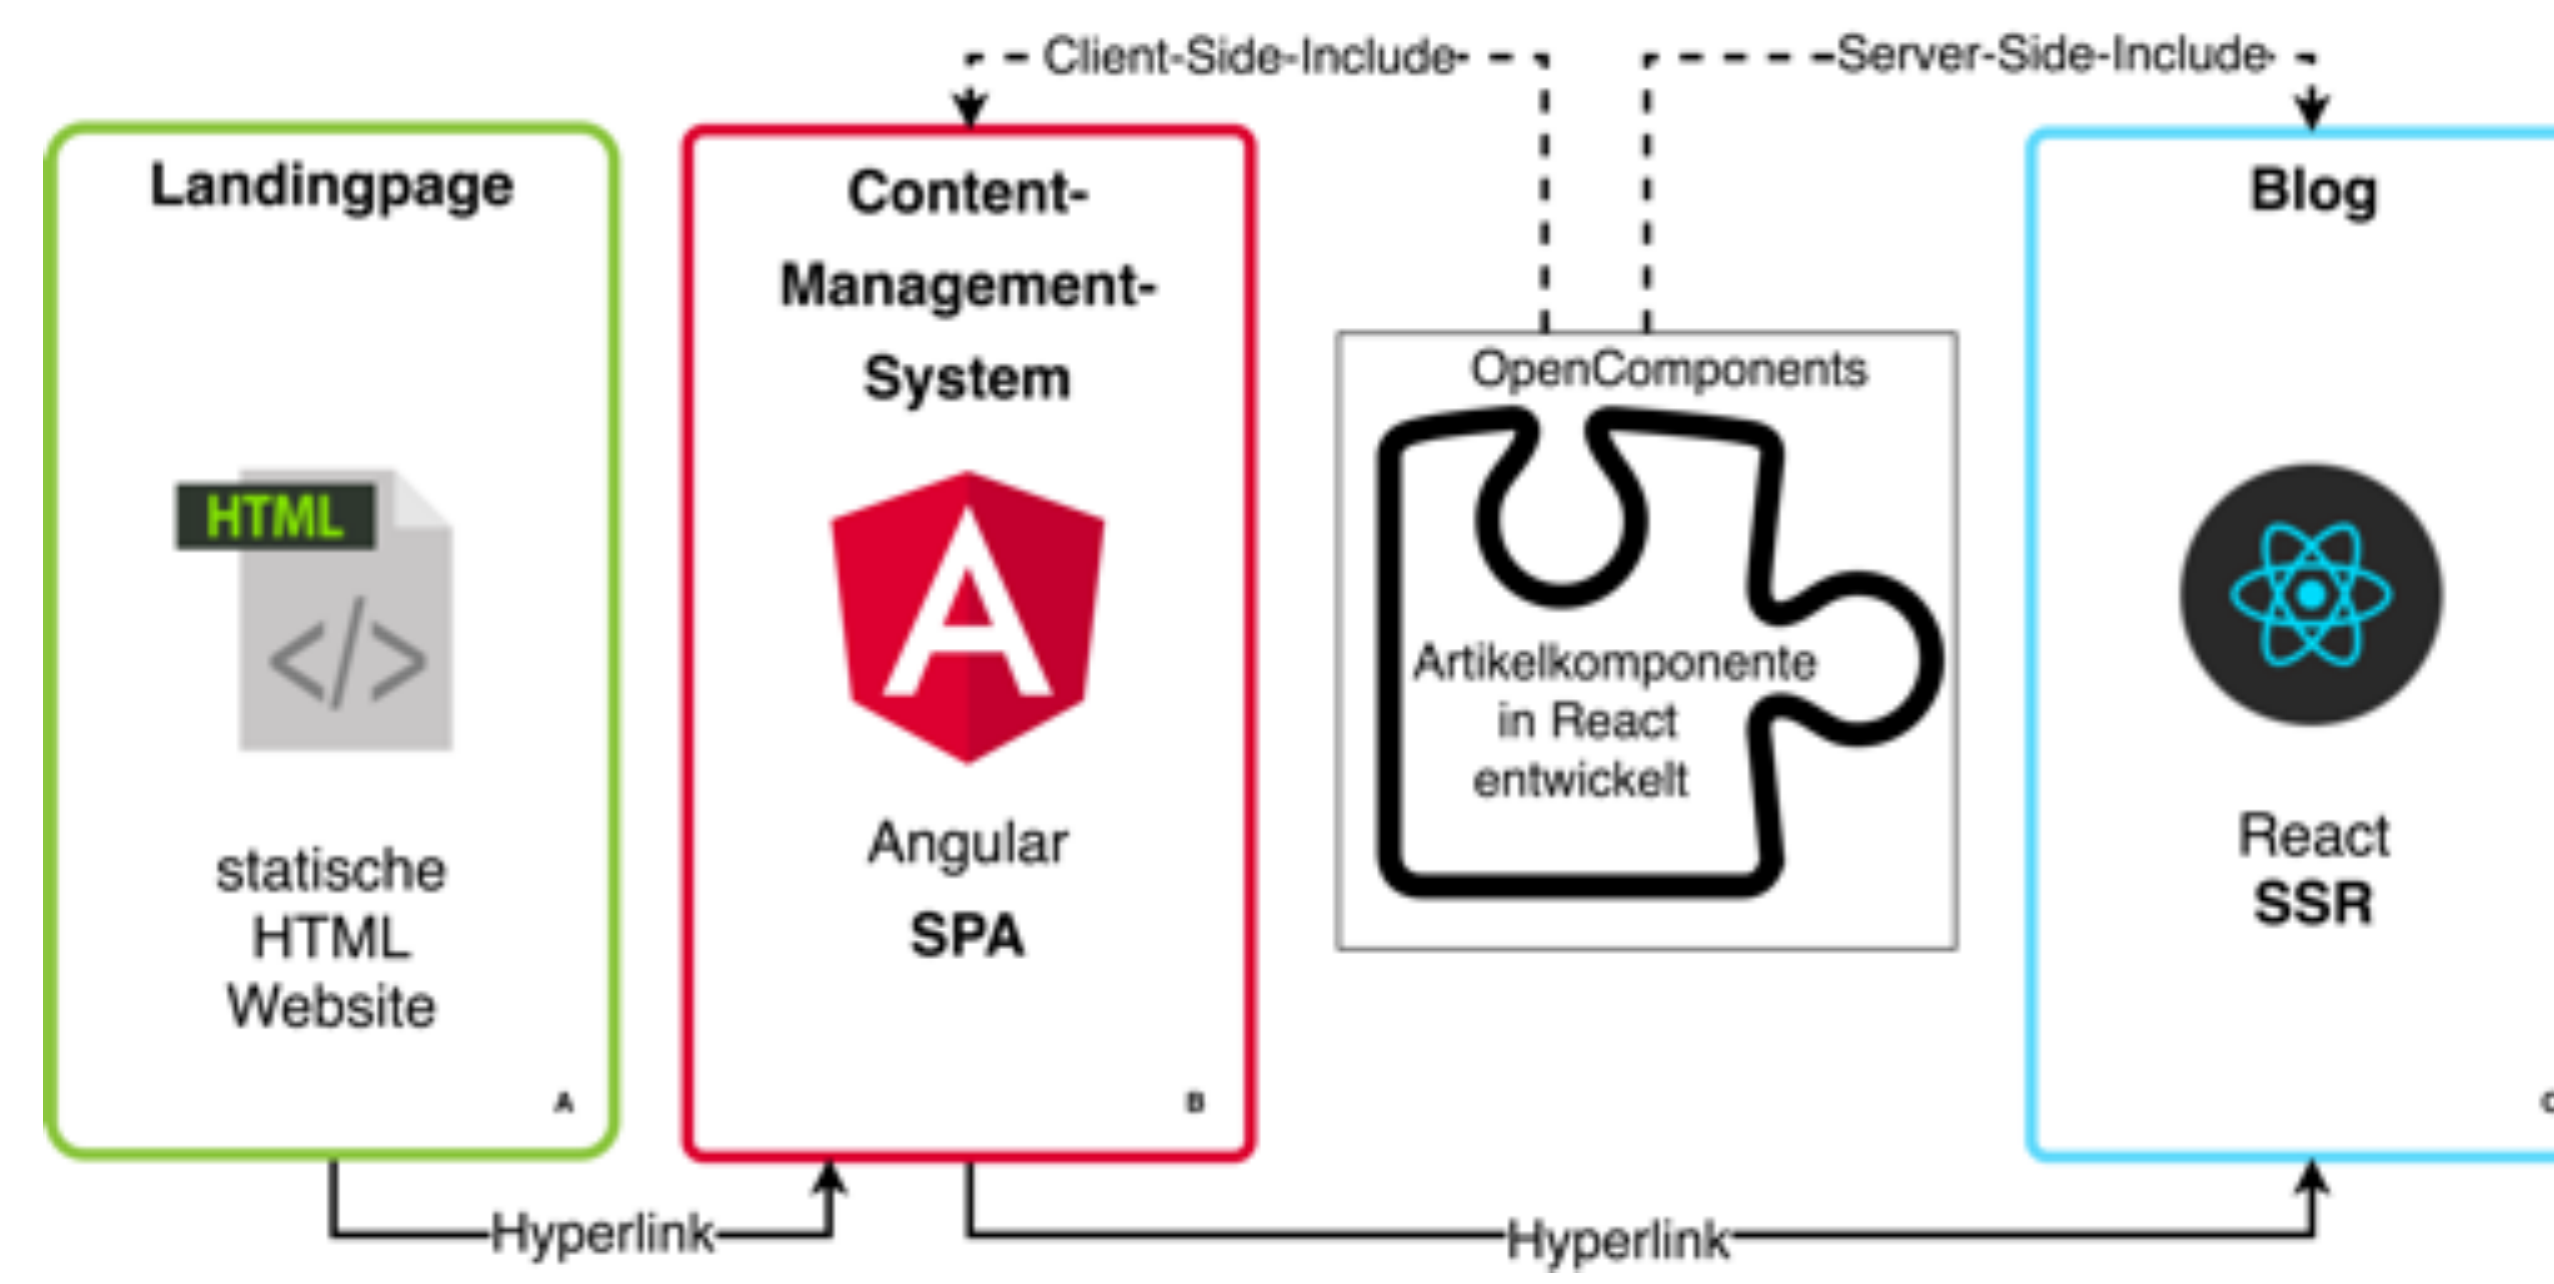 Client-Side-Include
Server-Side-Include
Landingpage
HTML
</>
statische
HTML
Website
A
Content-
Management-
System
A
Angular
SPA
B
OpenComponents
Artikelkomponente
in React
entwickelt
Blog
React
SSR
Hyperlink
Hyperlink